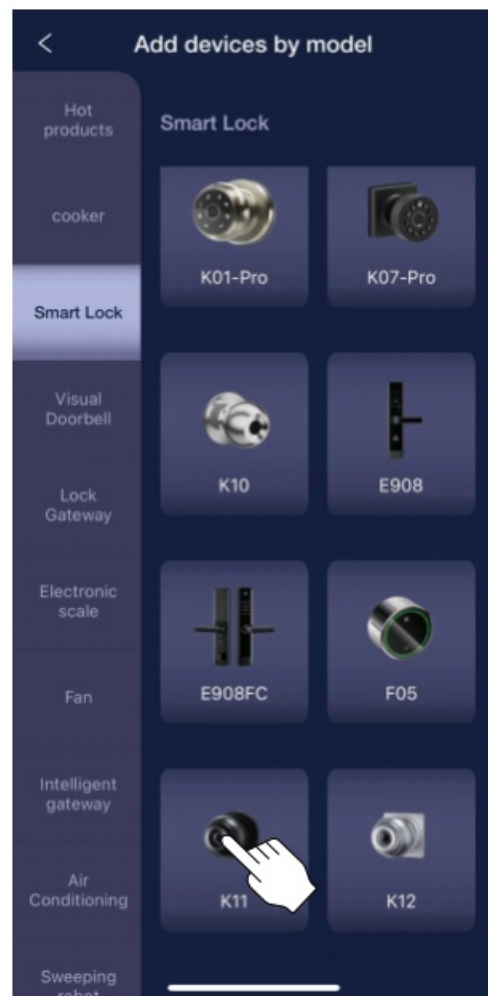 Add devices by model
Hot
products
cooker
Smart Lock
Visual
Doorbell
Lock
Gateway
Electronic
scale
Fan
Intelligent
gateway
Air
Conditioning
Sweeping
robot
Smart Lock
K01-Pro
K07-Pro
K10
E908
E908FC
F05
K11
K12